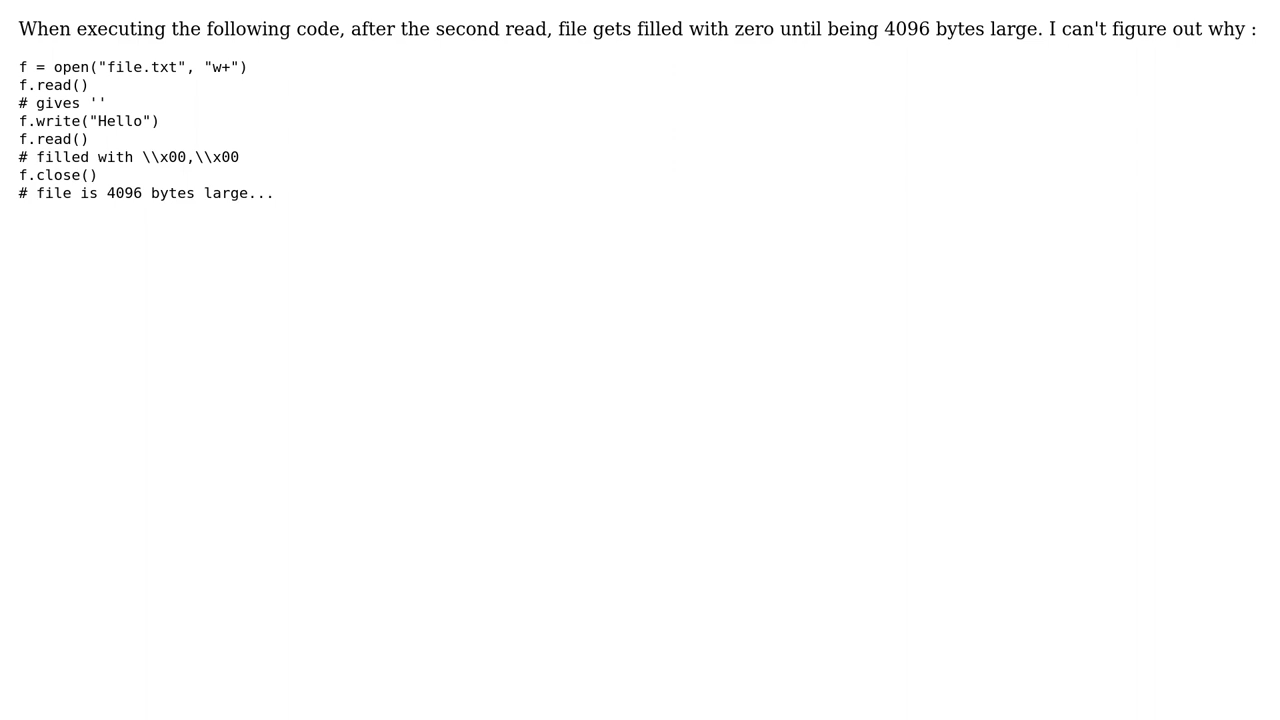 When executing the following code, after the second read, file gets filled with zero until being 4096 bytes large. I can't figure out why :
f = open("file.txt", "w+")
f.read()
# gives ''
f.write("Hello")
f.read()
# filled with \\x00,\\x00
f.close()
# file is 4096 bytes large...